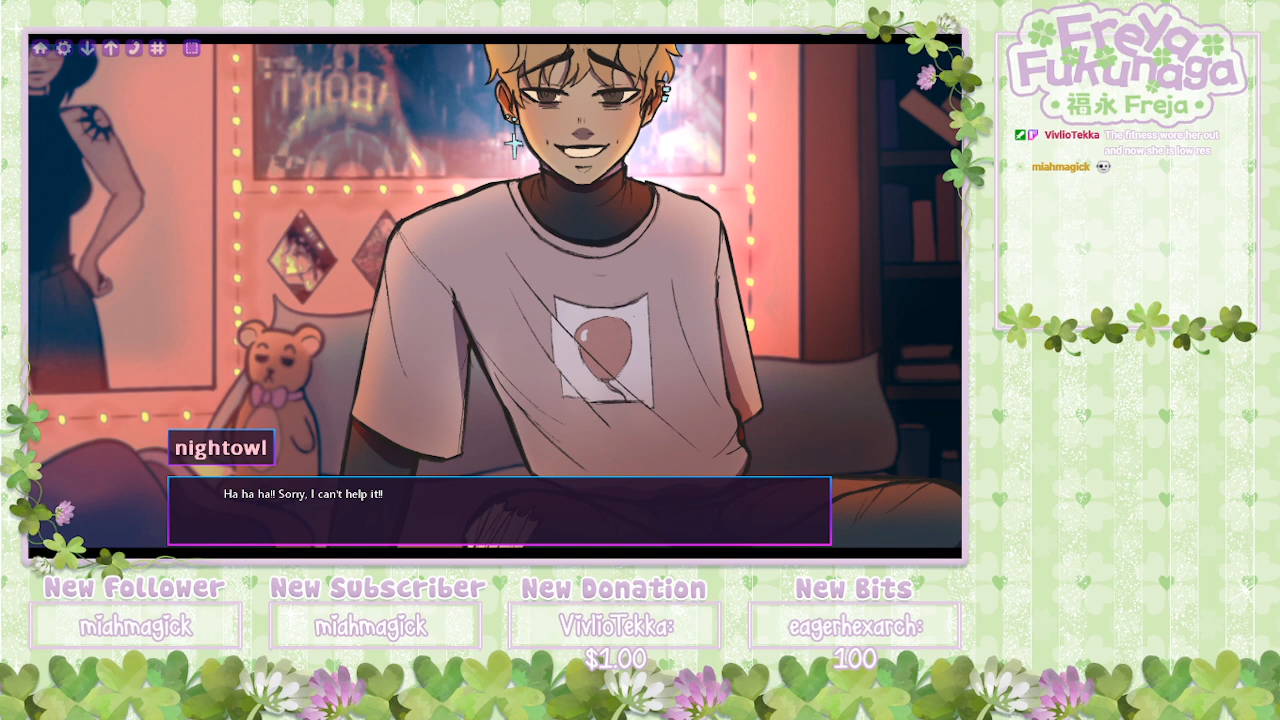 FreYa
Fukunaga
福永 Freja
VivlioTekka The fitness wore her out
and now she is low res
miahmagick
ABORT
nightowl
Ha ha ha!! Sorry, I can't help it!!
New Follower
New Subscriber
New Donation
New Bits
miahmagick
miahmagick
VivlioTekka:
$1.00
eagerhexarch:
100